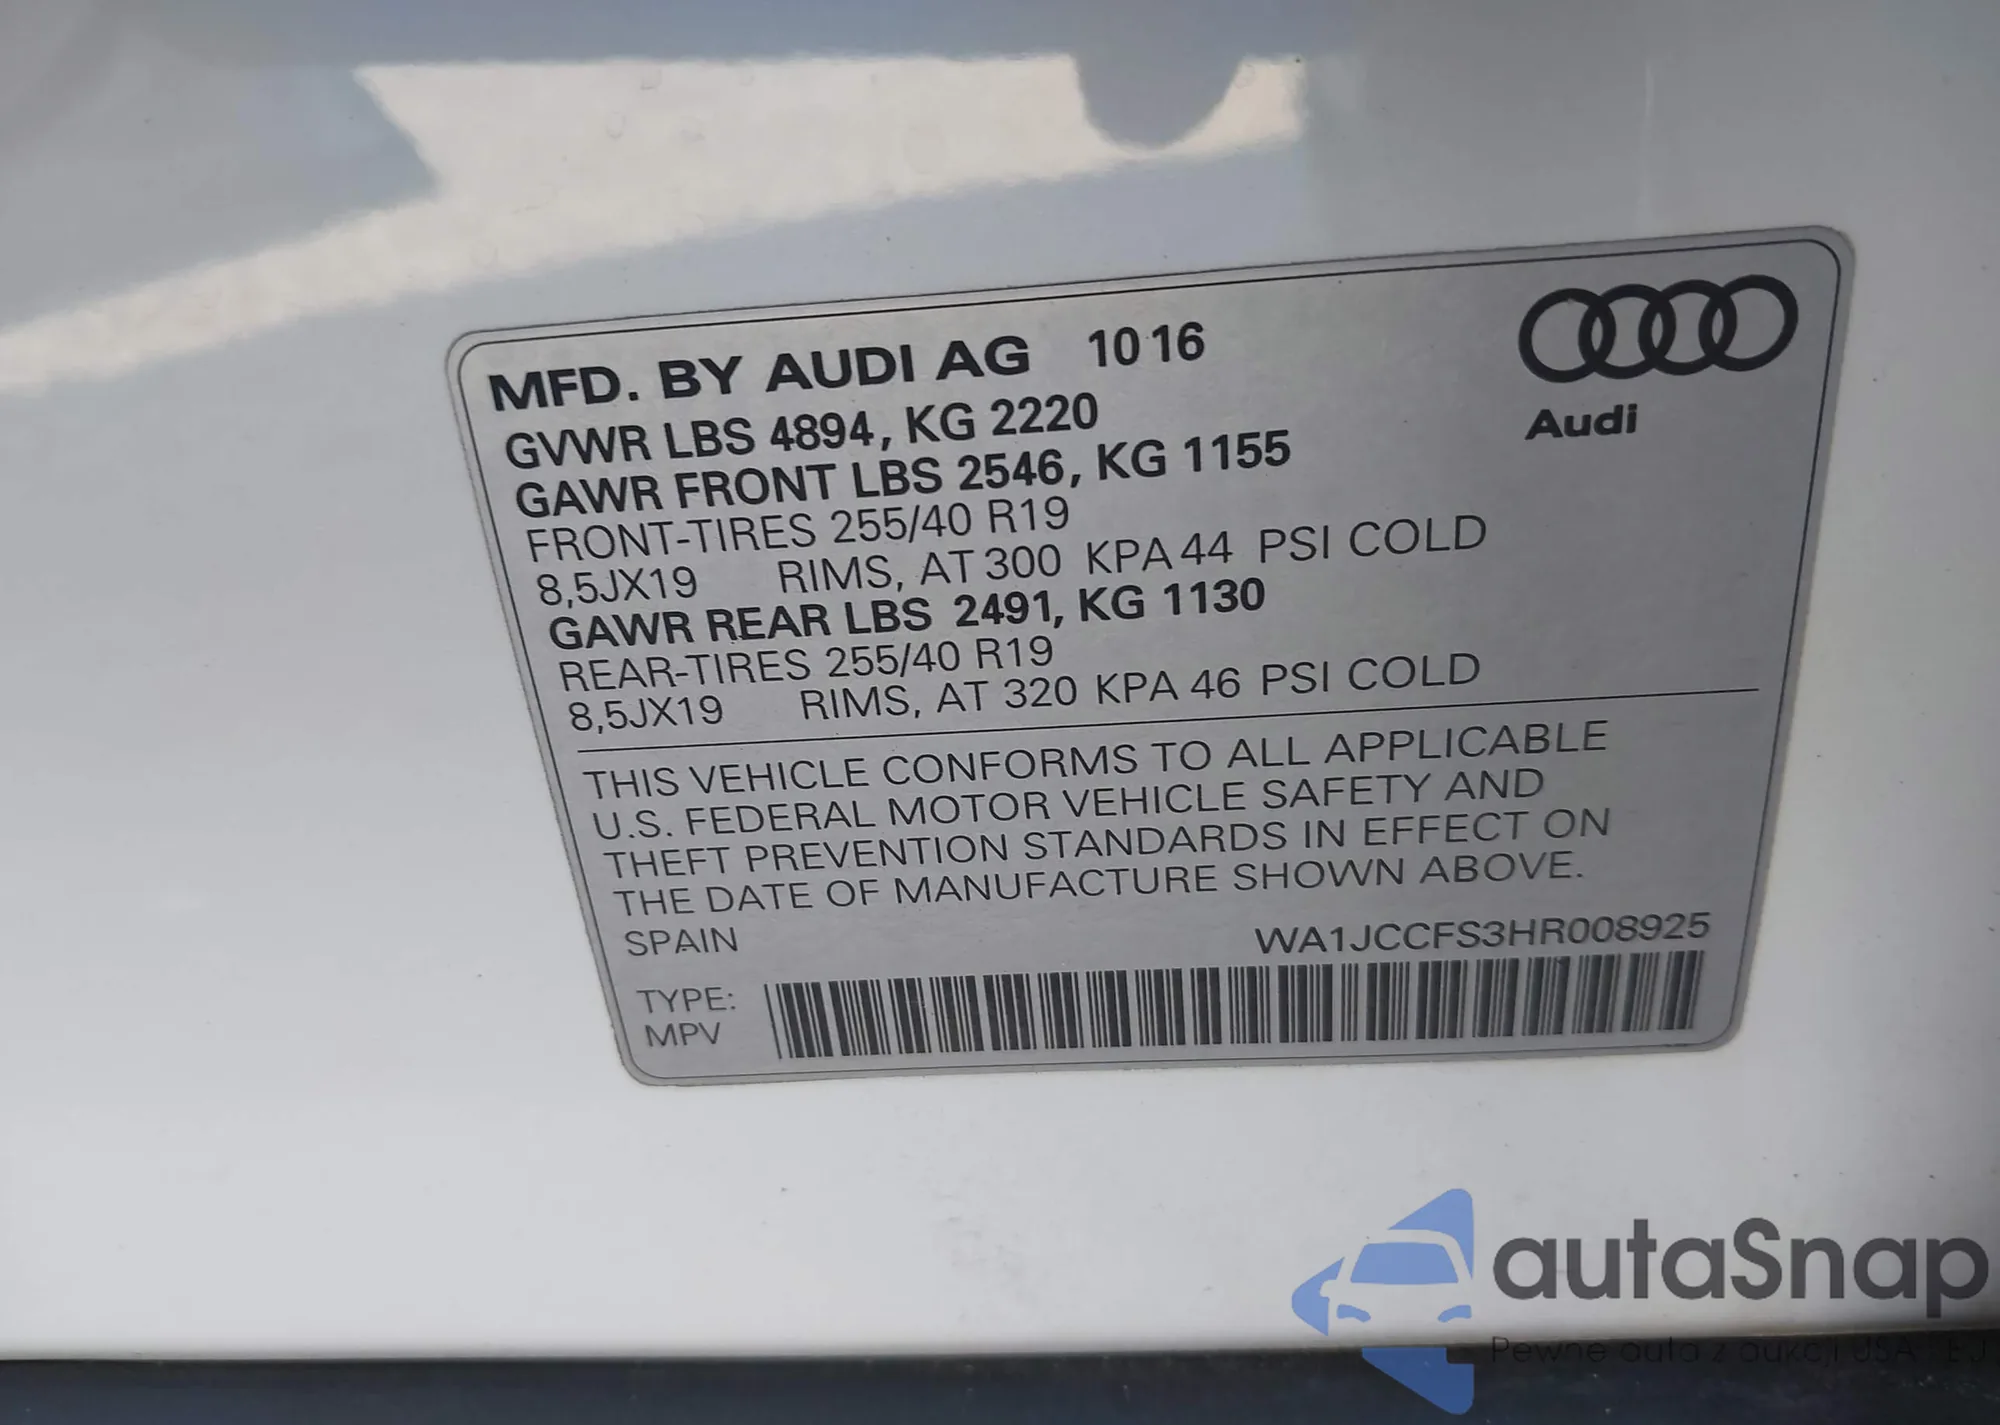 MFD. BY AUDI AG 10 16
GVWR LBS 4894, KG 2220
GAWR FRONT LBS 2546, KG 1155
FRONT-TIRES 255/40 R19
8,5JX19 RIMS, AT 300 KPA 44 PSI COLD
GAWR REAR LBS 2491, KG 1130
REAR-TIRES 255/40 R19
8,5JX19 RIMS, AT 320 KPA 46 PSI COLD
Audi
THIS VEHICLE CONFORMS TO ALL APPLICABLE
U.S. FEDERAL MOTOR VEHICLE SAFETY AND
THEFT PREVENTION STANDARDS IN EFFECT ON
THE DATE OF MANUFACTURE SHOWN ABOVE.
SPAIN WA1JCCFS3HR008925
TYPE:
MPV
autaSnap
Pewne auta z aukcji USA